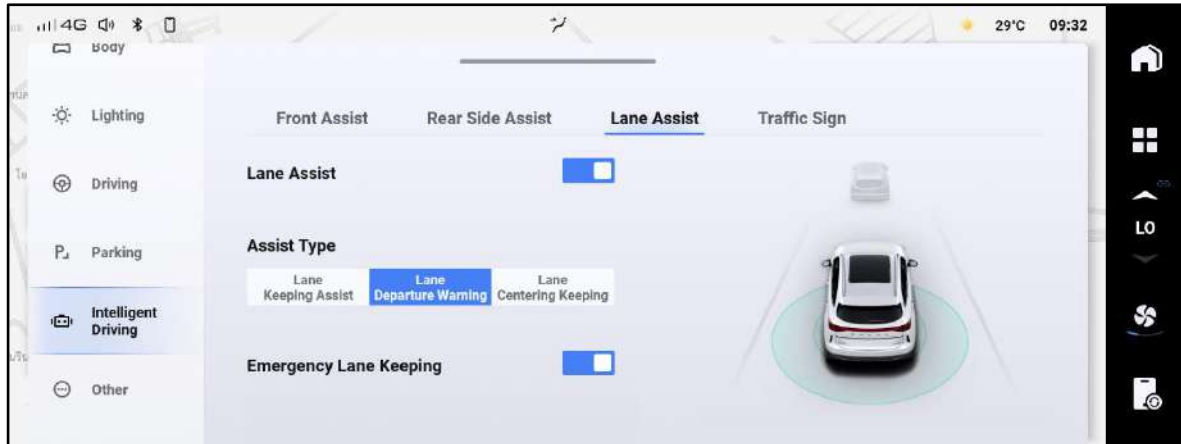 4G
29°C 09:32
Body
Lighting
Driving
Parking
Intelligent
Driving
Other
Front Assist Rear Side Assist Lane Assist Traffic Sign
Lane Assist
Assist Type
Lane
Keeping Assist
Lane
Departure Warning
Lane
Centering Keeping
Emergency Lane Keeping
LO